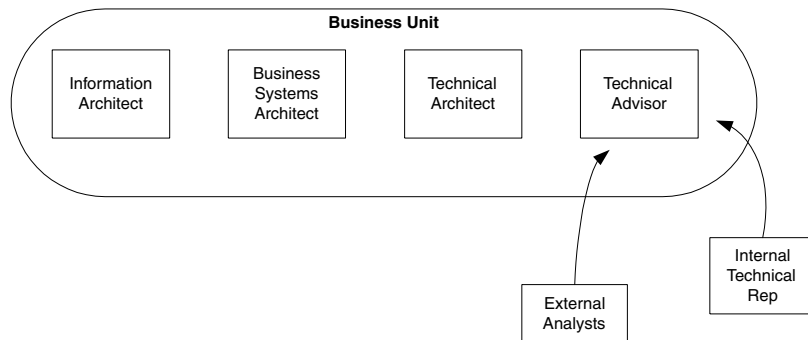 Business Unit
Information
Architect
Business
Systems
Architect
Technical
Architect
Technical
Advisor
External
Analysts
Internal
Technical
Rep